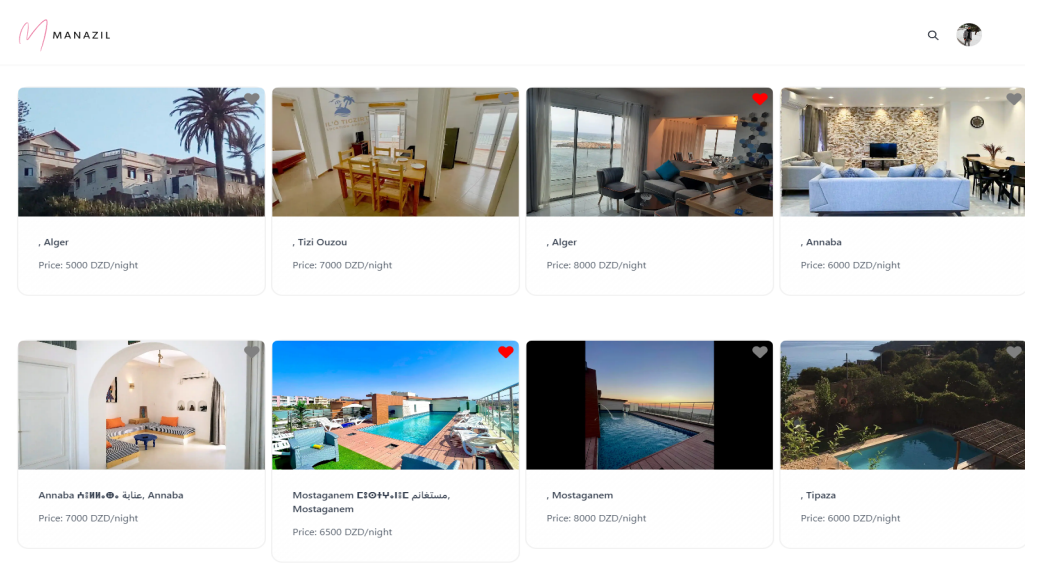 MANAZIL
, Alger
Price: 5000 DZD/night
, Tizi Ouzou
Price: 7000 DZD/night
, Alger
Price: 8000 DZD/night
, Annaba
Price: 6000 DZD/night
Annaba ⵄⵏⵏⴰⴱⴰ عنابة, Annaba
Price: 7000 DZD/night
Mostaganem ⵎⵓⵙⵜⵖⴰⵏⵎ مستغانم,
Mostaganem
Price: 6500 DZD/night
, Mostaganem
Price: 8000 DZD/night
, Tipaza
Price: 6000 DZD/night